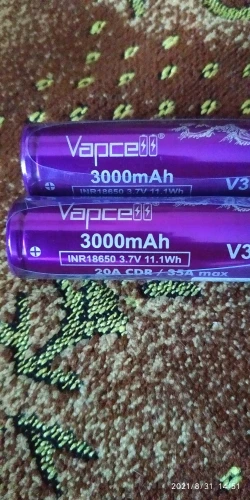 Vapcell
3000mAh
INR18650 3.7V 11.1Wh
V3
Vapcell
3000mAh
INR18650 3.7V 11.1Wh
V3
20A CDR / 35A max
2021/8/31 14:51